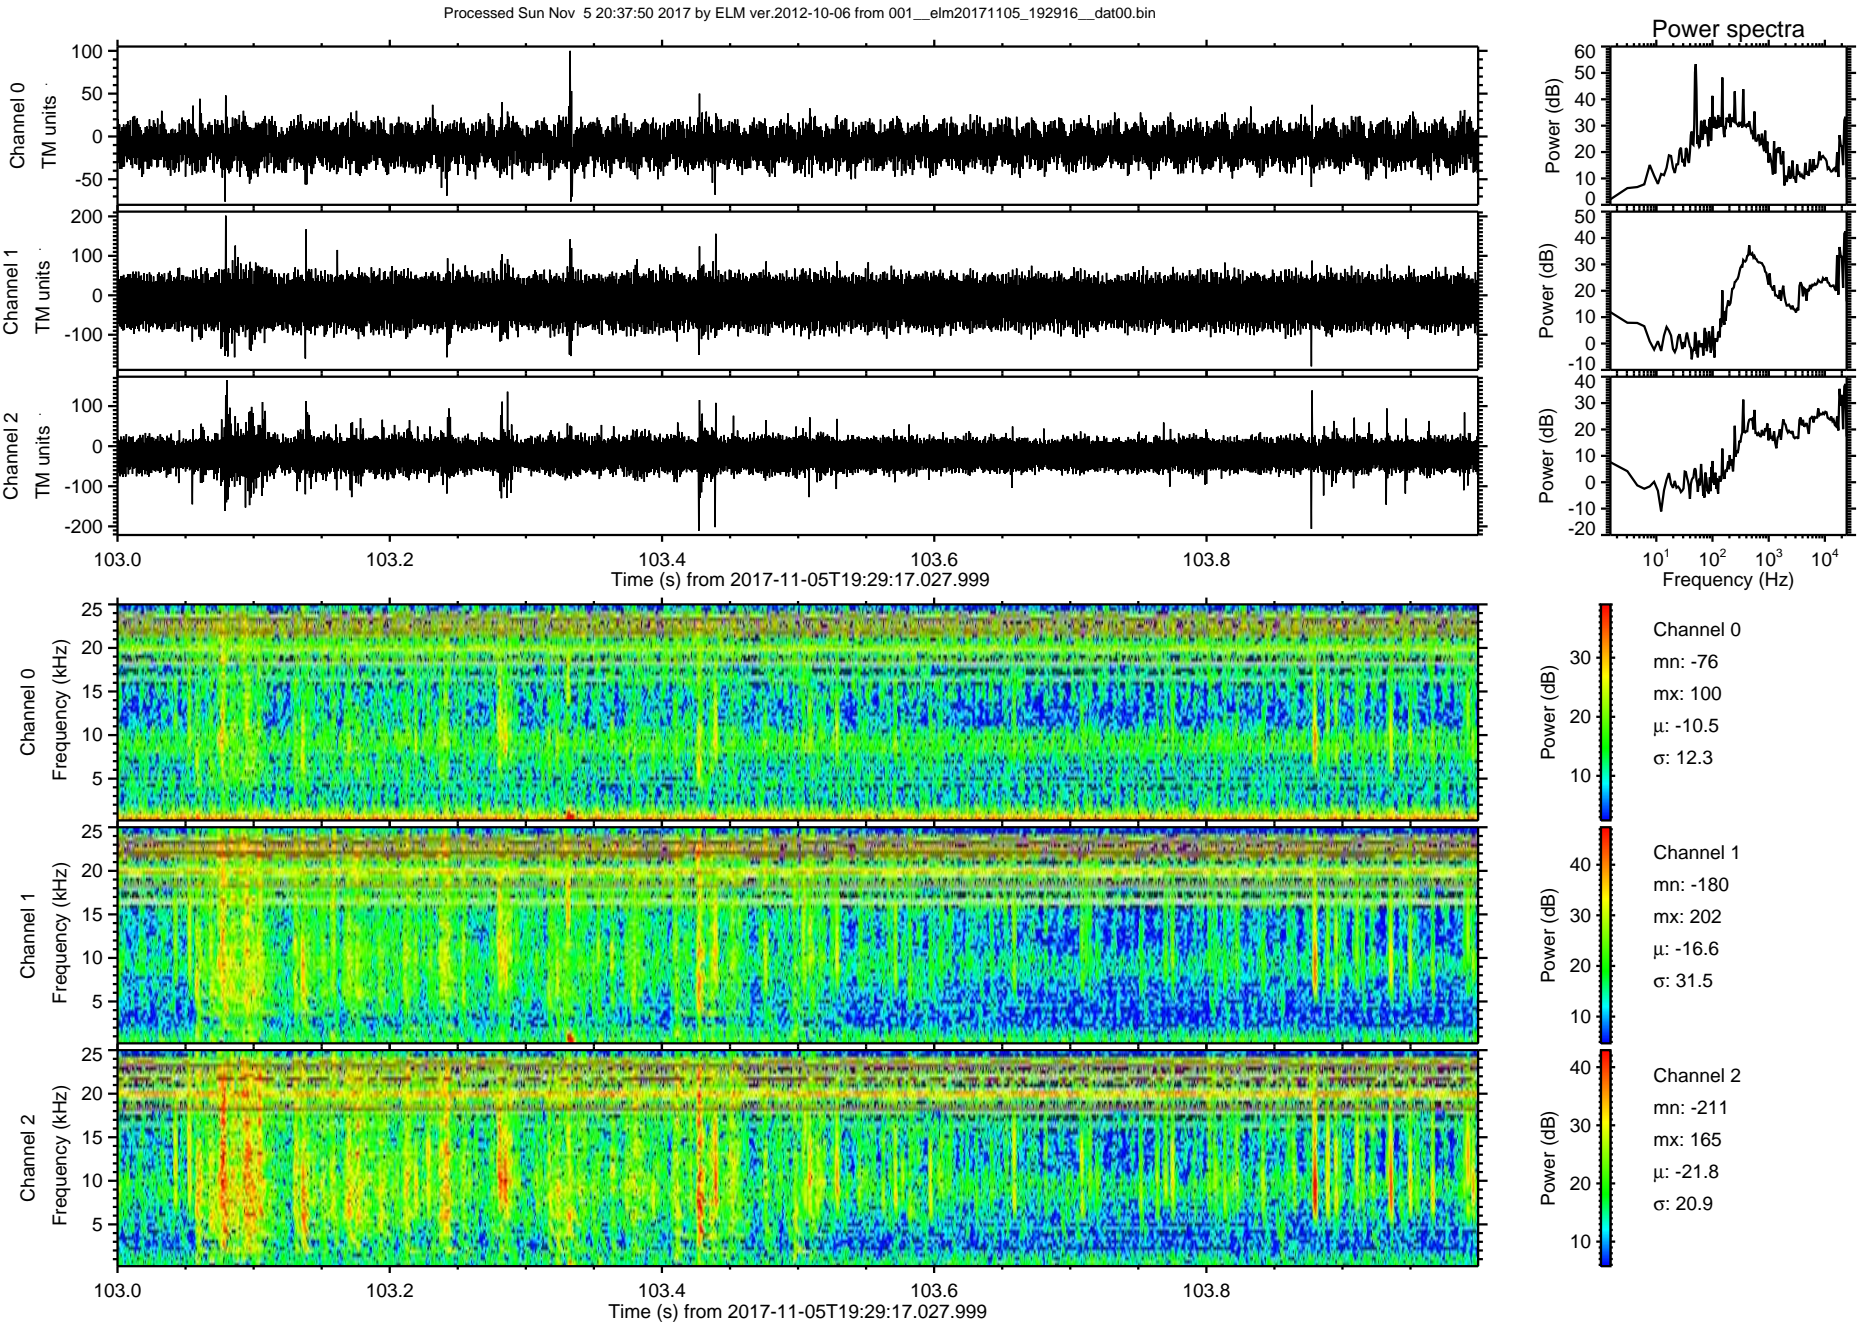 Processed Sun Nov  5 20:37:50 2017 by ELM ver.2012-10-06 from 001__elm20171105_192916__dat00.bin
Power spectra
Channel 0
TM units
100
50
0
-50
Power (dB)
60
50
40
30
20
10
0
Channel 1
TM units
200
100
0
-100
Power (dB)
50
40
30
20
10
0
-10
Channel 2
TM units
100
0
-100
-200
Power (dB)
40
30
20
10
0
-10
-20
103.0 103.2 103.4 103.6 103.8
Time (s) from 2017-11-05T19:29:17.027.999
10^1 10^2 10^3 10^4
Frequency (Hz)
Channel 0
Frequency (kHz)
25
20
15
10
5
Power (dB)
30
20
10
Channel 0
mn: -76
mx: 100
μ: -10.5
σ: 12.3
Channel 1
Frequency (kHz)
25
20
15
10
5
Power (dB)
40
30
20
10
Channel 1
mn: -180
mx: 202
μ: -16.6
σ: 31.5
Channel 2
Frequency (kHz)
25
20
15
10
5
Power (dB)
40
30
20
10
Channel 2
mn: -211
mx: 165
μ: -21.8
σ: 20.9
103.0 103.2 103.4 103.6 103.8
Time (s) from 2017-11-05T19:29:17.027.999